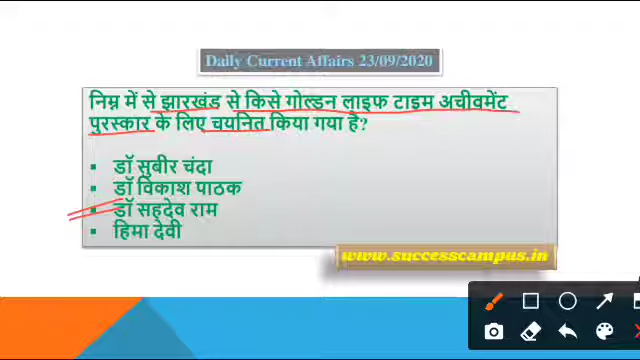 Daily Current Affairs 23/09/2020
निम्न में से झारखंड से किसे गोल्डन लाइफ टाइम अचीवमेंट
पुरस्कार के लिए चयनित किया गया है?
▪ डॉ सुबीर चंदा
▪ डॉ विकाश पाठक
▪ डॉ सहदेव राम
▪ हिमा देवी
www.successcampus.in